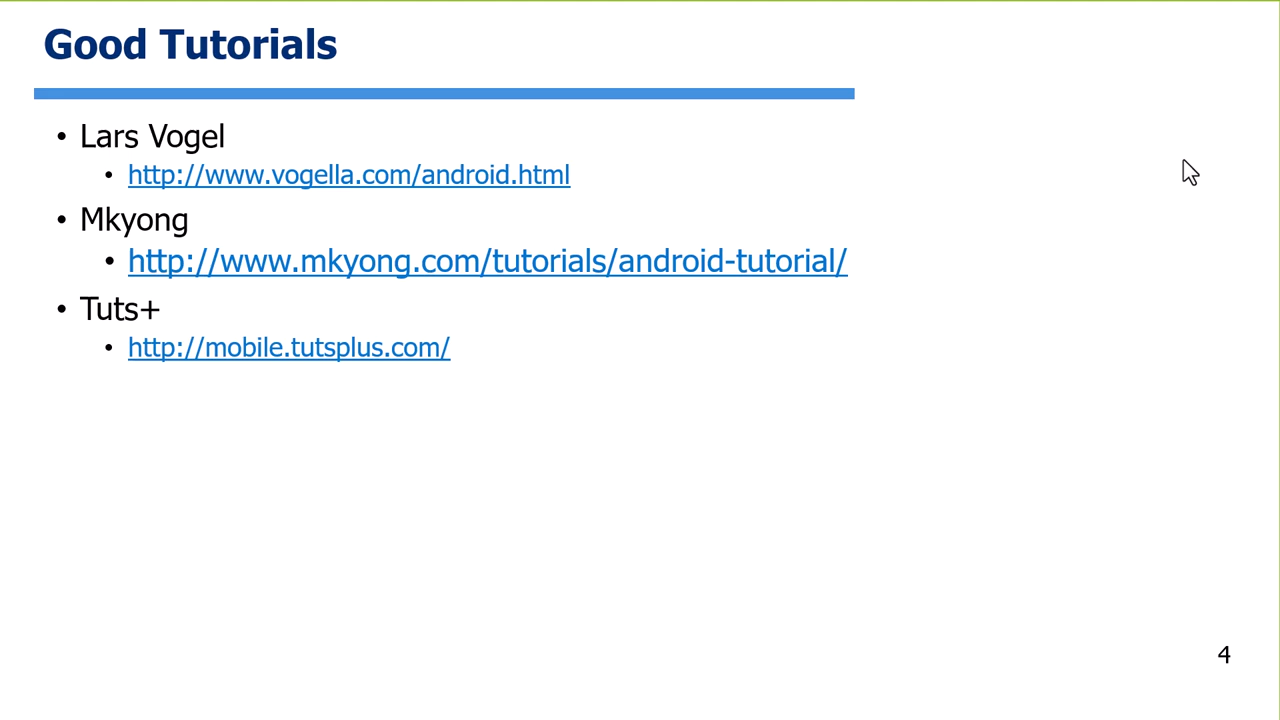 Good Tutorials
• Lars Vogel
• http://www.vogella.com/android.html
• Mkyong
• http://www.mkyong.com/tutorials/android-tutorial/
• Tuts+
• http://mobile.tutsplus.com/
4